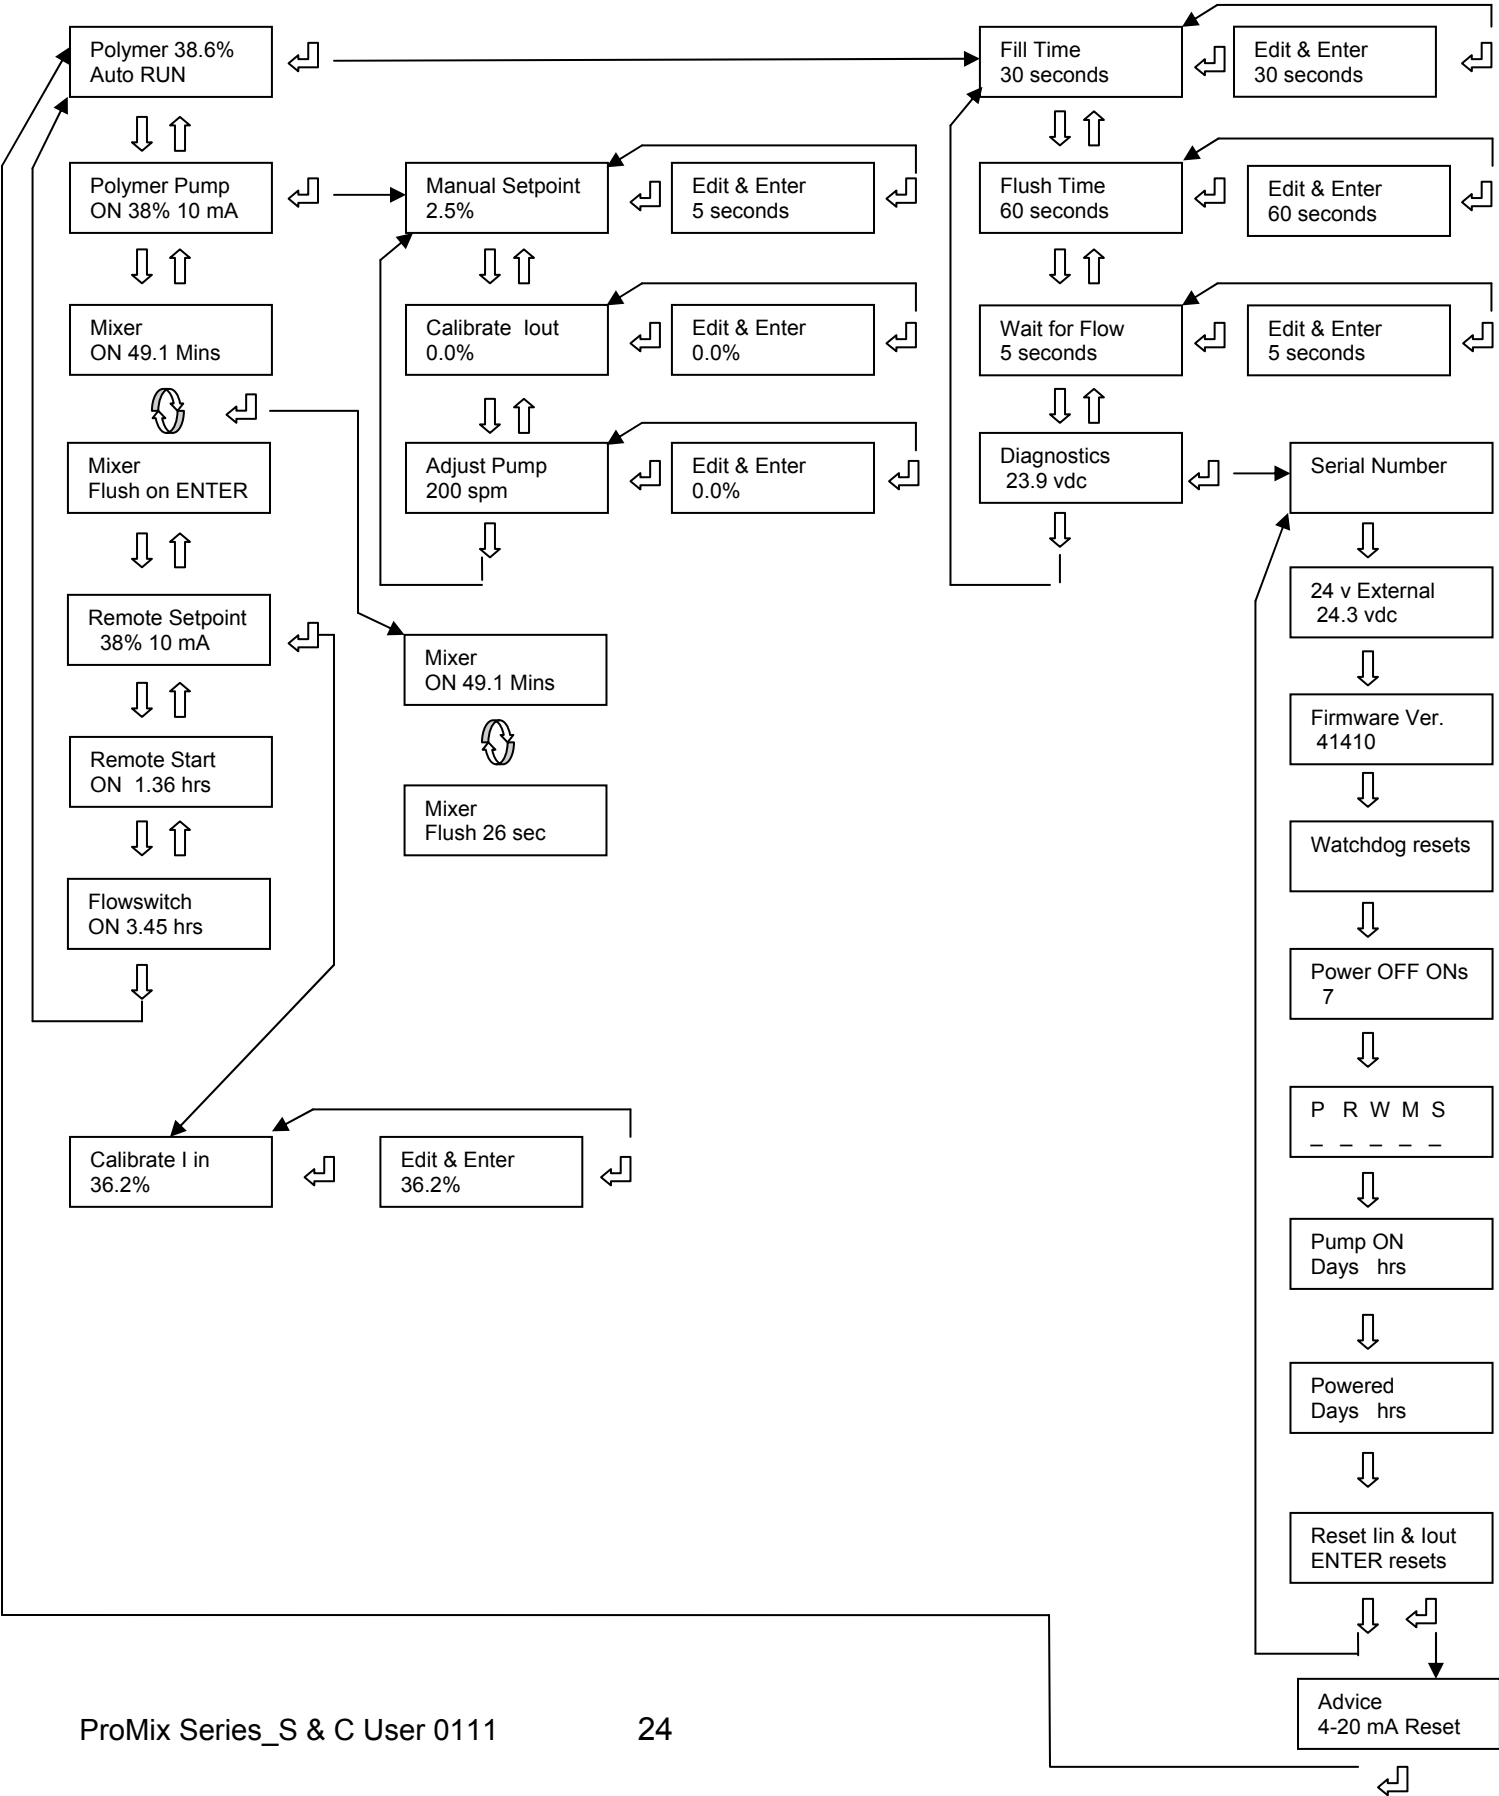 Polymer 38.6%
Auto RUN
Polymer Pump
ON 38% 10 mA
Mixer
ON 49.1 Mins
Mixer
Flush on ENTER
Remote Setpoint
38% 10 mA
Remote Start
ON 1.36 hrs
Flowswitch
ON 3.45 hrs
Calibrate I in
36.2%
Edit & Enter
36.2%
Manual Setpoint
2.5%
Edit & Enter
5 seconds
Calibrate Iout
0.0%
Edit & Enter
0.0%
Adjust Pump
200 spm
Edit & Enter
0.0%
Mixer
ON 49.1 Mins
Mixer
Flush 26 sec
Fill Time
30 seconds
Edit & Enter
30 seconds
Flush Time
60 seconds
Edit & Enter
60 seconds
Wait for Flow
5 seconds
Edit & Enter
5 seconds
Diagnostics
23.9 vdc
Serial Number
24 v External
24.3 vdc
Firmware Ver.
41410
Watchdog resets
Power OFF ONs
7
P R W M S
_ _ _ _ _
Pump ON
Days hrs
Powered
Days hrs
Reset Iin & Iout
ENTER resets
Advice
4-20 mA Reset
ProMix Series_S & C User 0111 24